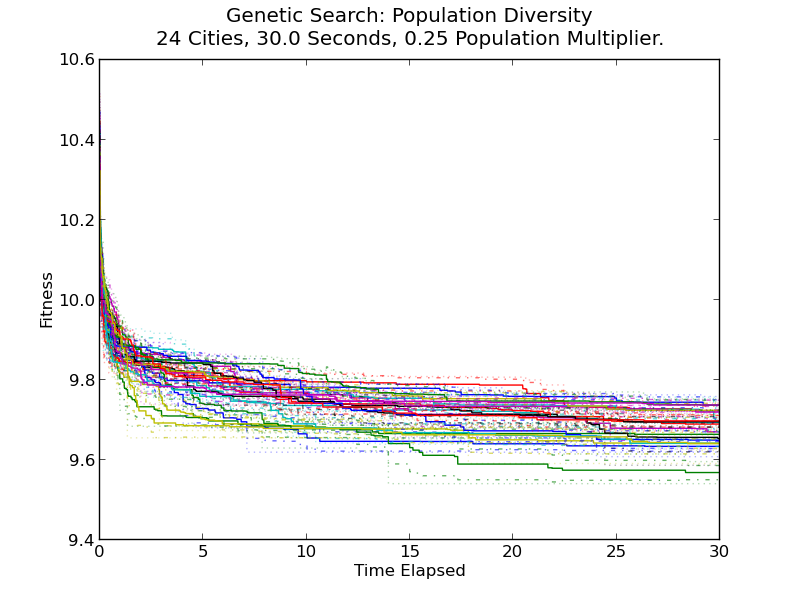 Genetic Search: Population Diversity
24 Cities, 30.0 Seconds, 0.25 Population Multiplier.
10.6
10.4
10.2
10.0
9.8
9.6
9.4
Fitness
0 5 10 15 20 25 30
Time Elapsed